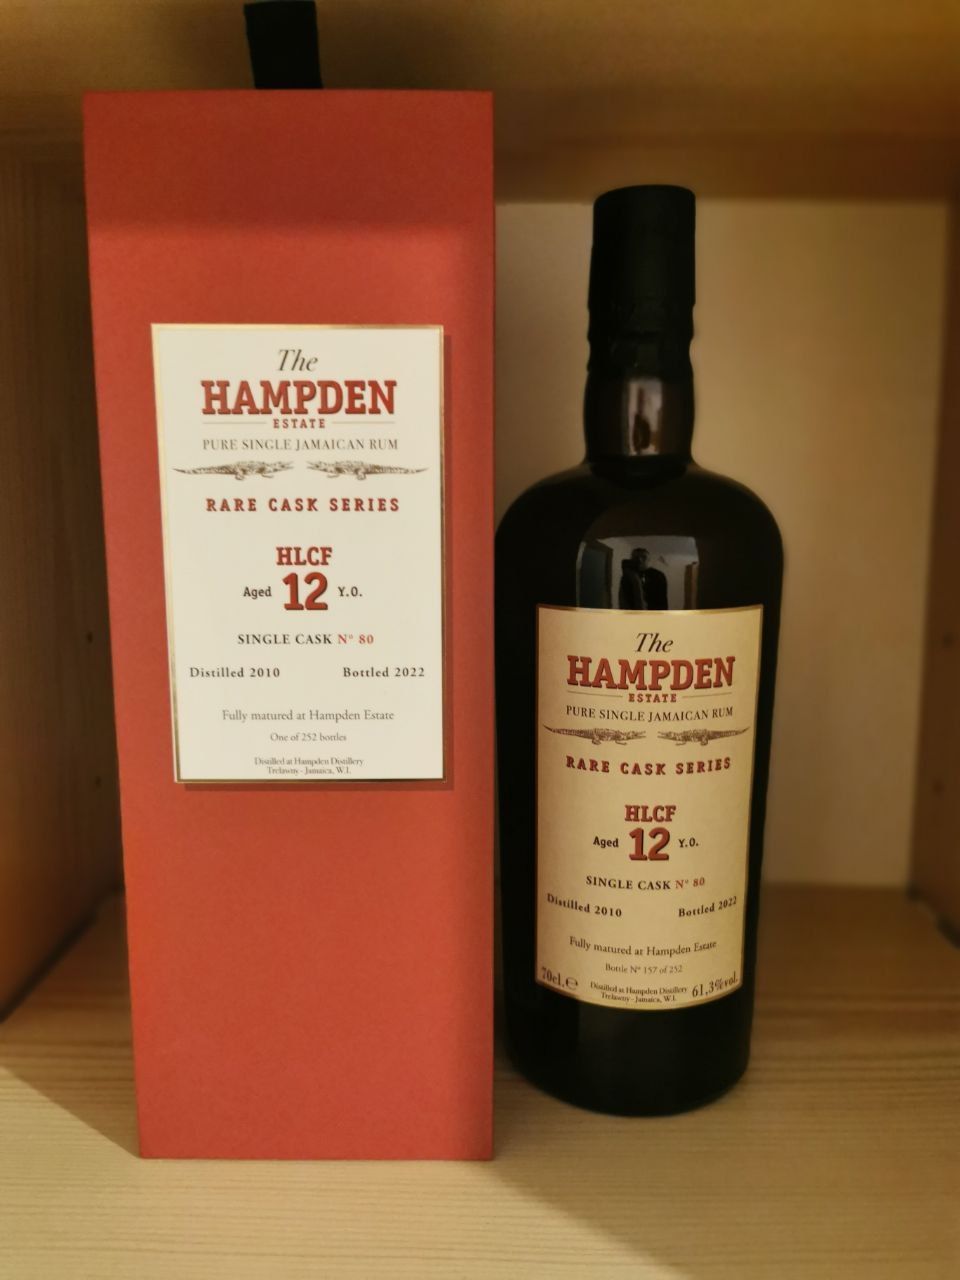 The
HAMPDEN
ESTATE
PURE SINGLE JAMAICAN RUM
RARE CASK SERIES
HLCF
Aged 12 Y.O.
SINGLE CASK Nº 80
Distilled 2010 Bottled 2022
Fully matured at Hampden Estate
One of 252 bottles
Distilled at Hampden Distillery
Trelawny - Jamaica, W.I.
The
HAMPDEN
ESTATE
PURE SINGLE JAMAICAN RUM
RARE CASK SERIES
HLCF
Aged 12 Y.O.
SINGLE CASK Nº 80
Distilled 2010 Bottled 2022
Fully matured at Hampden Estate
Bottle Nº 157 of 252
70cl.℮ Distilled at Hampden Distillery 61,3%vol.
Trelawny - Jamaica, W.I.